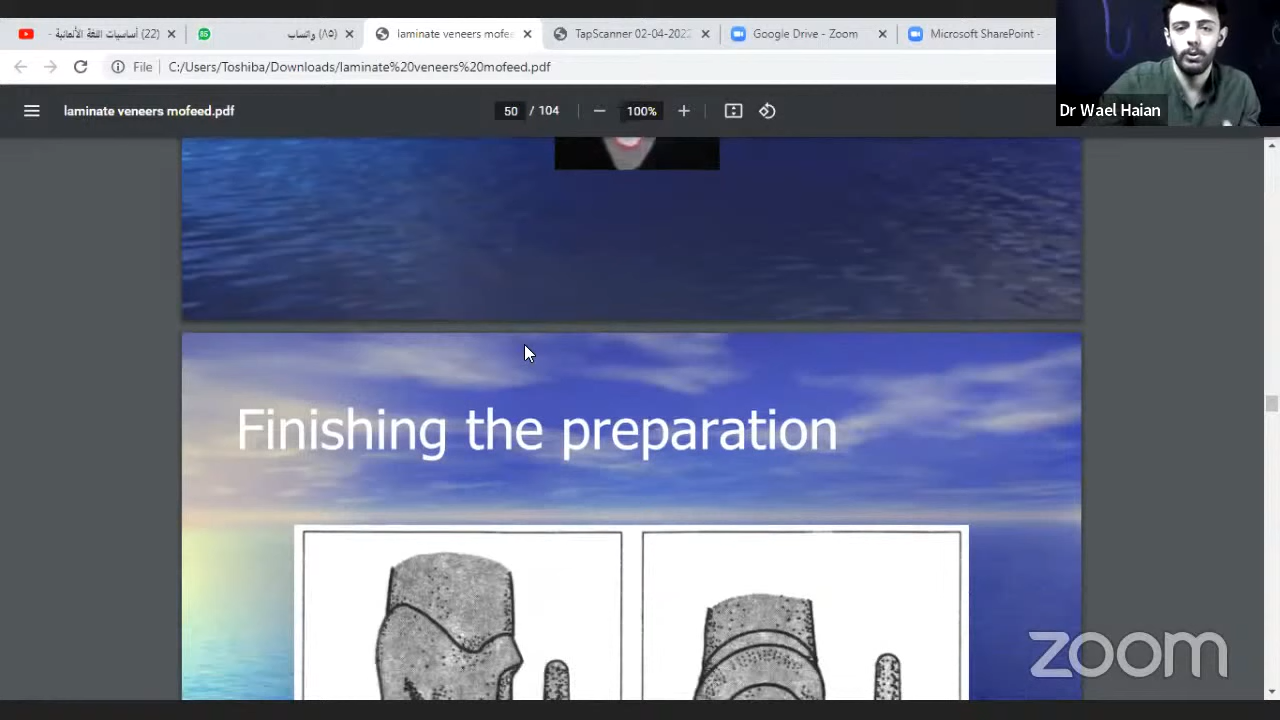 (22) أساسيات اللغة الألمانية -
(٨٥) واتساب
laminate veneers mofee
TapScanner 02-04-2022
Google Drive - Zoom
Microsoft SharePoint -
File
C:/Users/Toshiba/Downloads/laminate%20veneers%20mofeed.pdf
Dr Wael Haian
laminate veneers mofeed.pdf
50 / 104
100%
Finishing the preparation
zoom